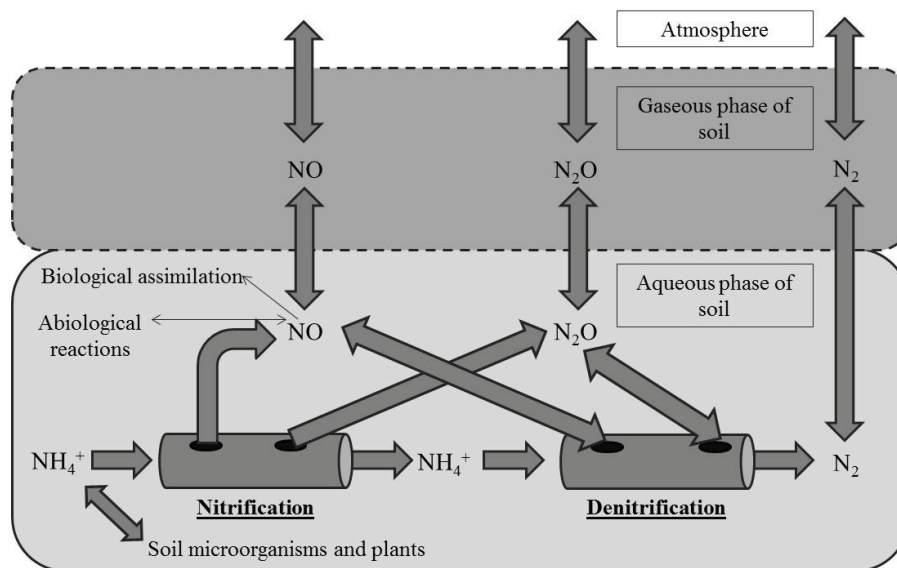 Atmosphere
Gaseous phase of
soil
NO
N₂O
N₂
Biological assimilation
Aqueous phase of
soil
Abiological
reactions
NO
N₂O
NH₄⁺
NH₄⁺
N₂
Nitrification
Denitrification
Soil microorganisms and plants